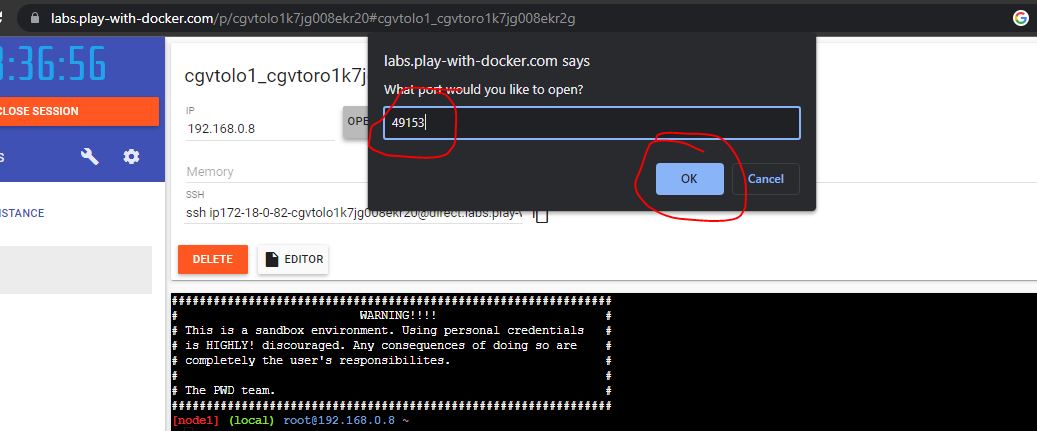 labs.play-with-docker.com/p/cgvtolo1k7jg008ekr20#cgvtolo1_cgvtoro1k7jg008ekr2g
:36:56
CLOSE SESSION
INSTANCE
cgvtolo1_cgvtoro1k7j
IP
192.168.0.8
OPE
Memory
SSH
ssh ip172-18-0-82-cgvtolo1k7jg008ekr20@direct.labs.play-
DELETE
EDITOR
labs.play-with-docker.com says
What port would you like to open?
49153
OK
Cancel
###############################################################
# WARNING!!!! #
# This is a sandbox environment. Using personal credentials #
# is HIGHLY! discouraged. Any consequences of doing so are #
# completely the user's responsibilites. #
# #
# The PWD team. #
###############################################################
[node1] (local) root@192.168.0.8 ~